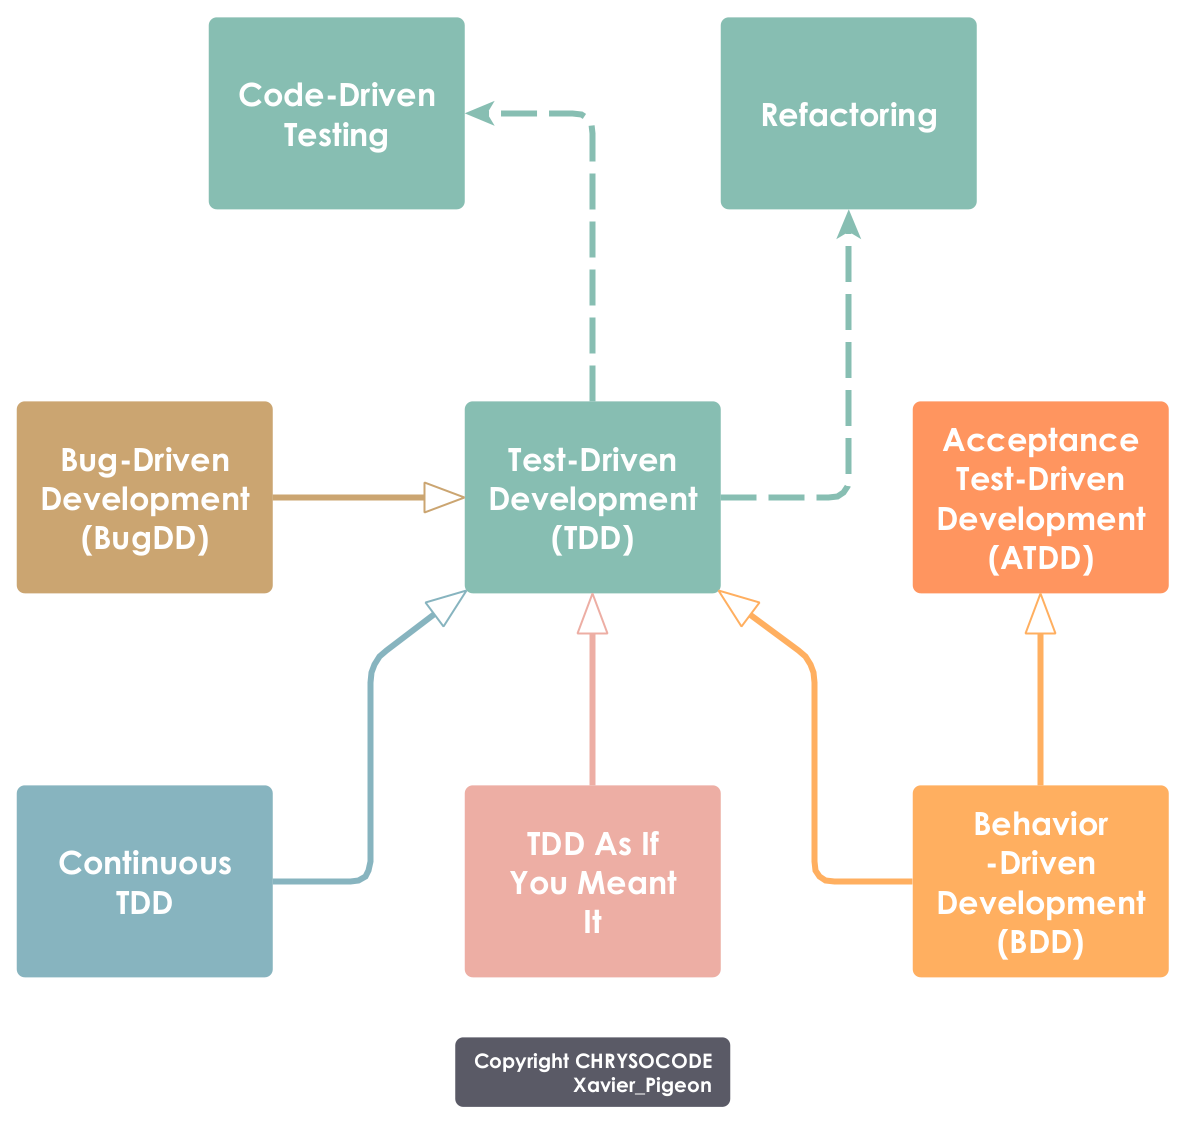 Code-Driven
Testing
Refactoring
Bug-Driven
Development
(BugDD)
Test-Driven
Development
(TDD)
Acceptance
Test-Driven
Development
(ATDD)
Continuous
TDD
TDD As If
You Meant
It
Behavior
-Driven
Development
(BDD)
Copyright CHRYSOCODE
Xavier_Pigeon